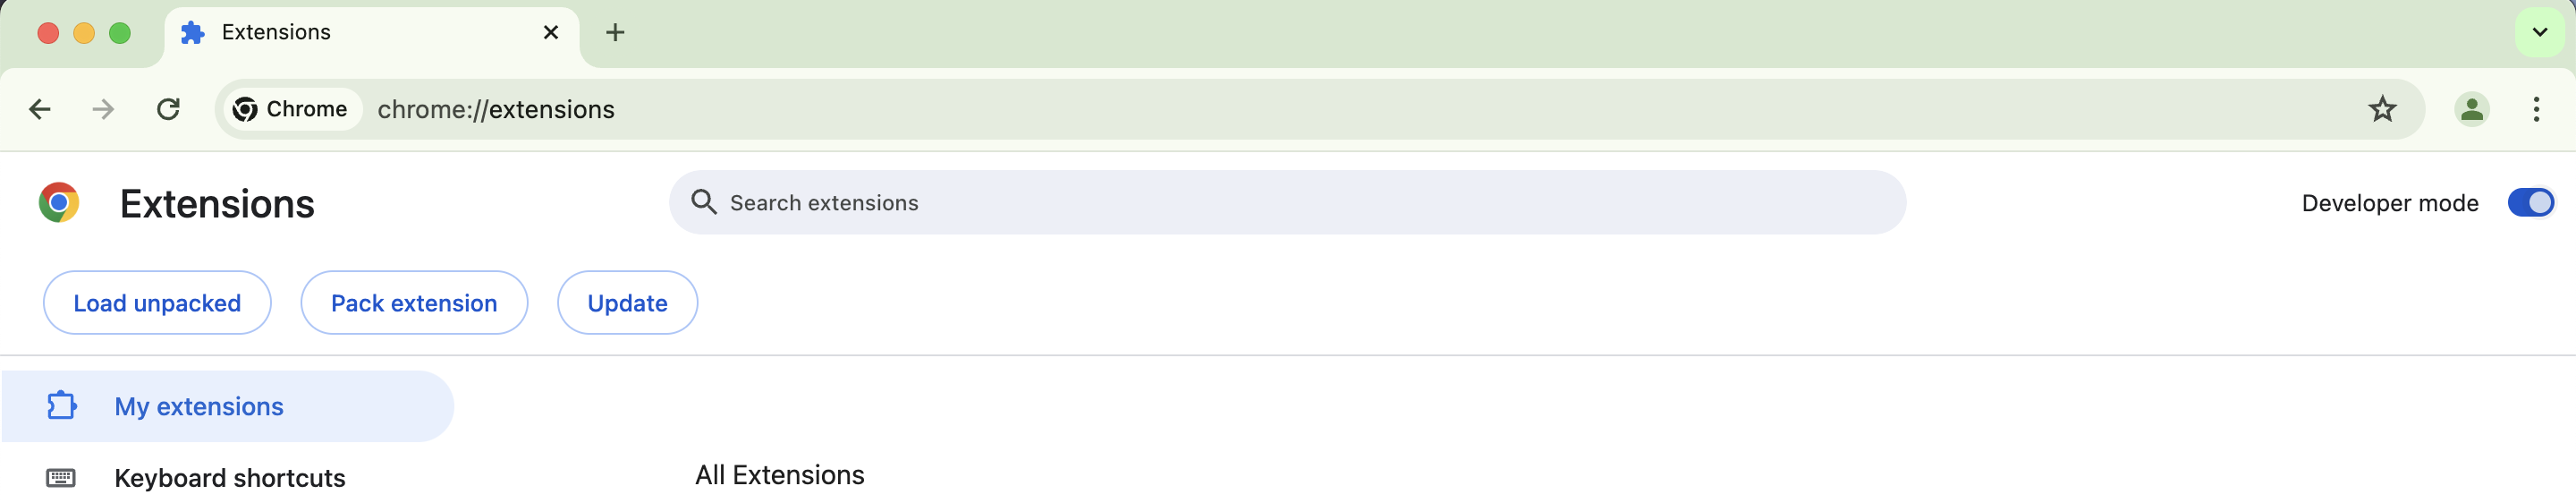 Extensions
Chrome chrome://extensions
Extensions
Search extensions
Developer mode
Load unpacked
Pack extension
Update
My extensions
Keyboard shortcuts
All Extensions